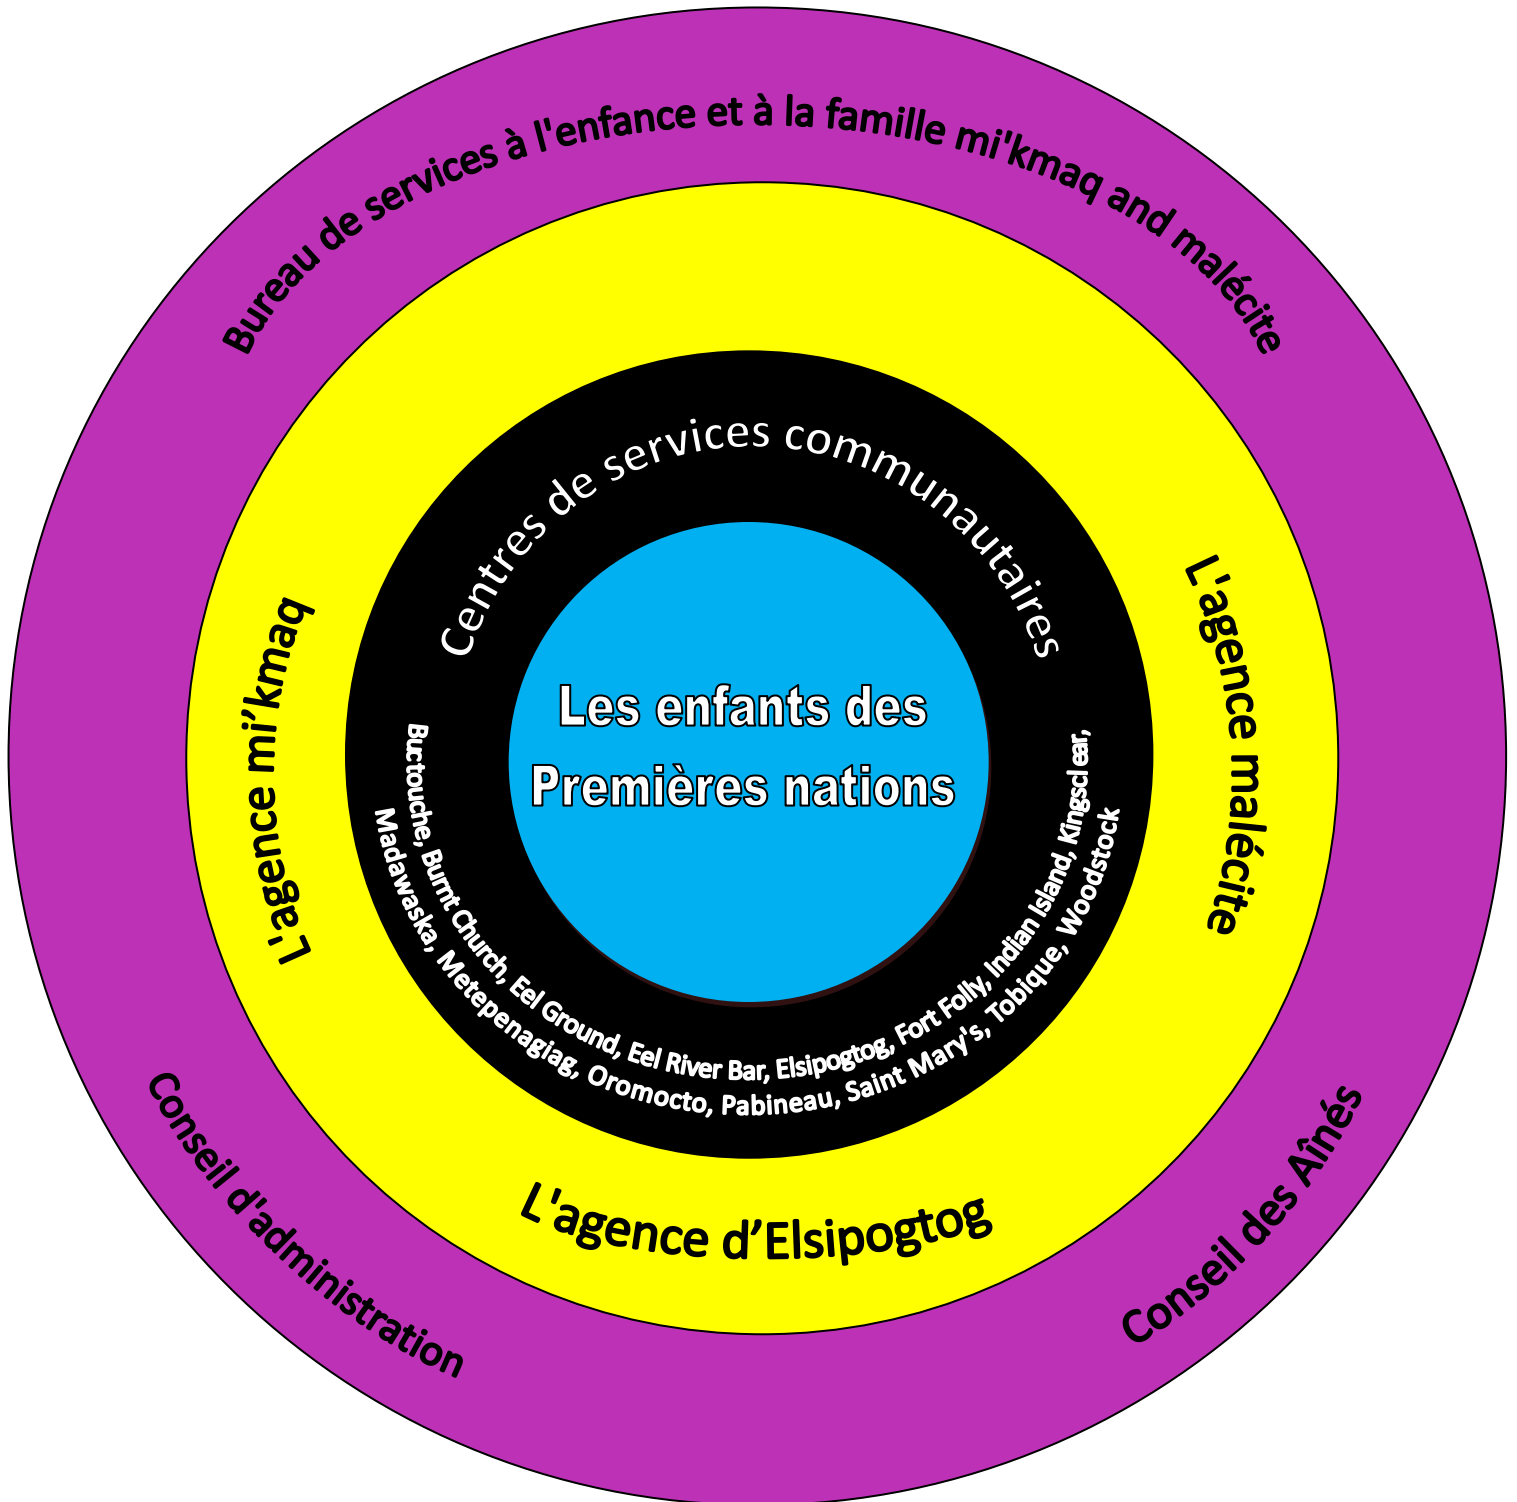 Bureau de services à l'enfance et à la famille mi'kmaq and malécite
Centres de services communautaires
L'agence mi’kmaq
L'agence malécite
Les enfants des
Premières nations
Buctouche, Burnt Church, Eel Ground, Eel River Bar, Elsipogtog, Fort Folly, Indian Island, Kingsclear,
Madawaska, Metepenagiag, Oromocto, Pabineau, Saint Mary's, Tobique, Woodstock
L'agence d’Elsipogtog
Conseil d'administration
Conseil des Aînés